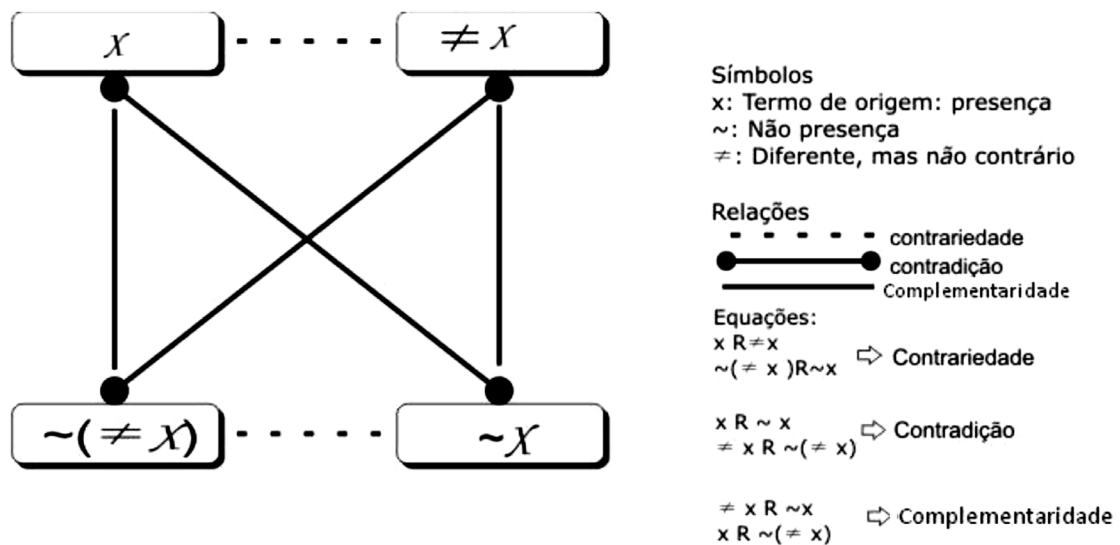 x
≠ x
~(≠ x)
~x
Símbolos
x: Termo de origem: presença
~: Não presença
≠: Diferente, mas não contrário
Relações
contrariedade
contradição
Complementaridade
Equações:
x R≠x
~(≠ x )R~x
⇨ Contrariedade
x R ~ x
≠ x R ~(≠ x)
⇨ Contradição
≠ x R ~x
x R ~(≠ x)
⇨ Complementaridade